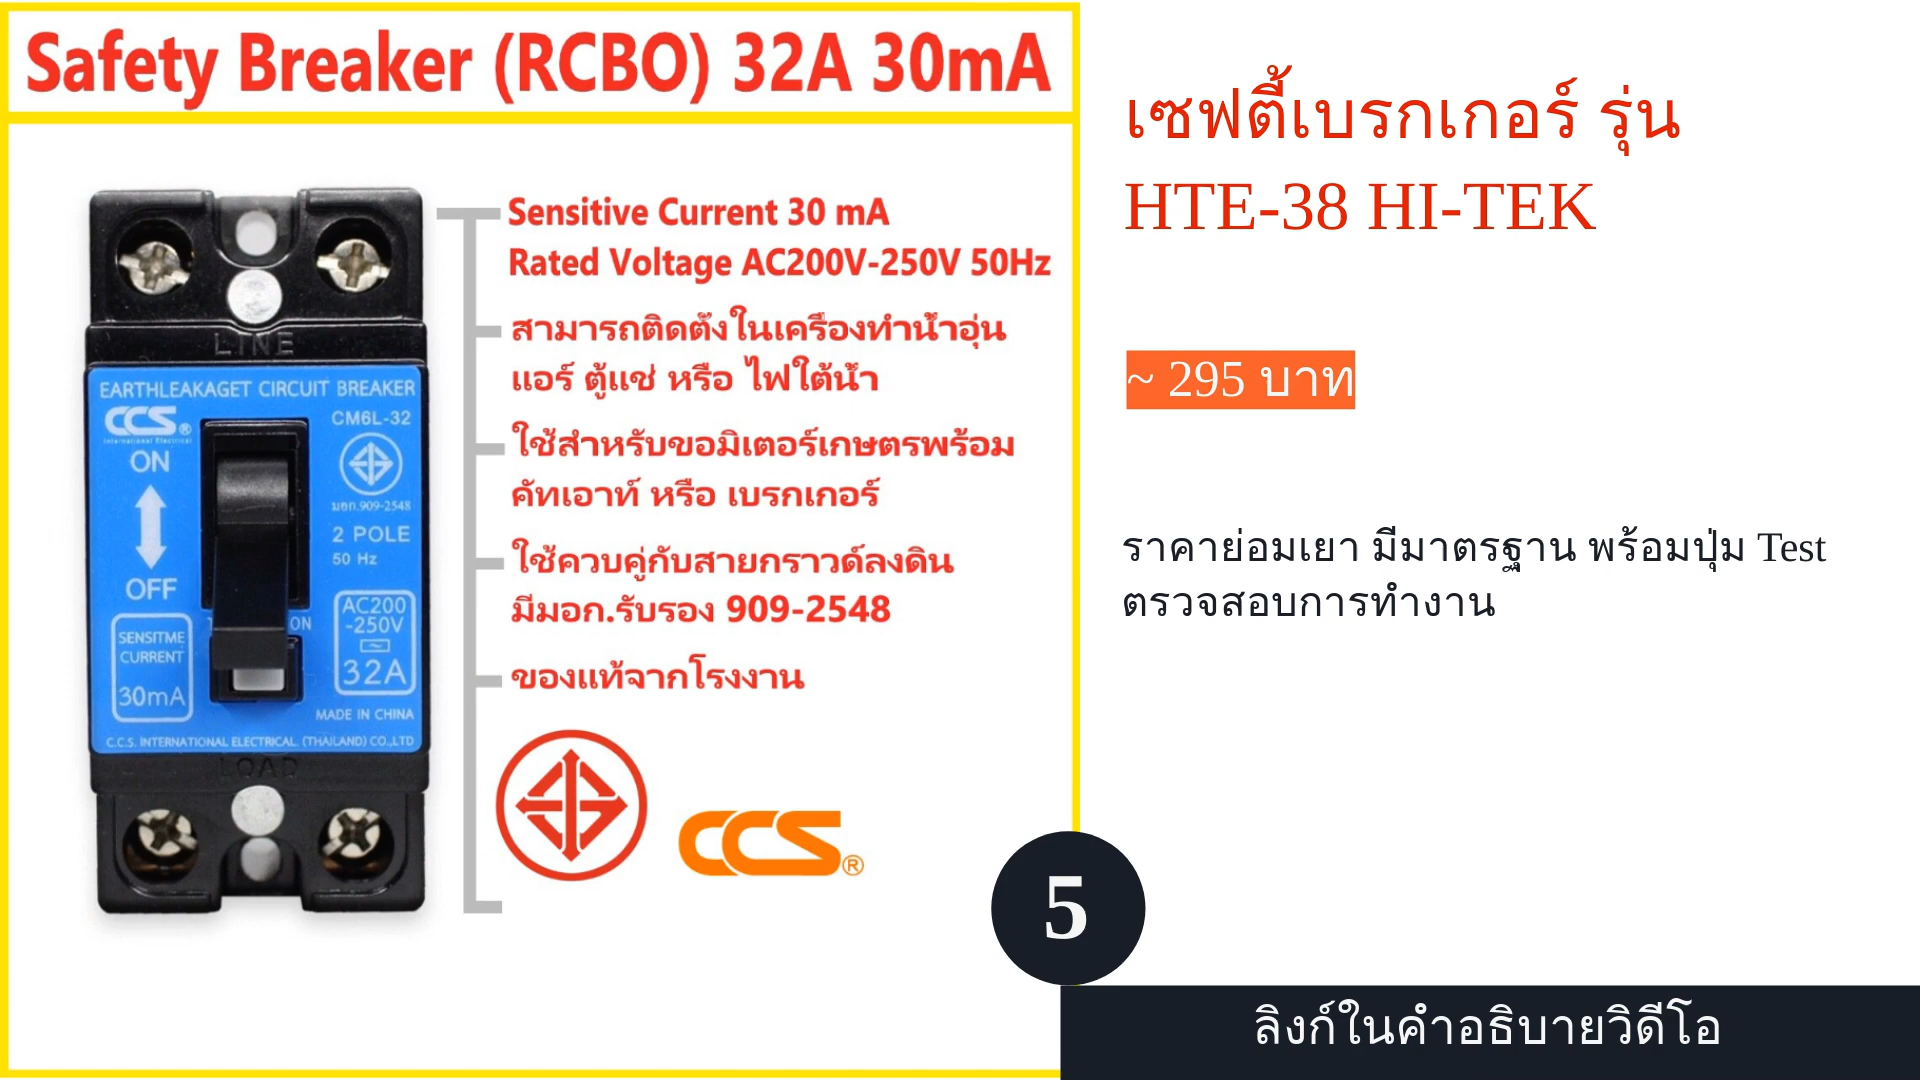 Safety Breaker (RCBO) 32A 30mA
Sensitive Current 30 mA
Rated Voltage AC200V-250V 50Hz
สามารถติดตั้งในเครื่องทำน้ำอุ่น
แอร์ ตู้แช่ หรือ ไฟใต้น้ำ
ใช้สำหรับขอมิเตอร์เกษตรพร้อม
คัทเอาท์ หรือ เบรกเกอร์
ใช้ควบคู่กับสายกราวด์ลงดิน
มีมอก.รับรอง 909-2548
ของแท้จากโรงงาน
CCS®
LINE
EARTHLEAKAGET CIRCUIT BREAKER
CCS®
International Electrical
CM6L-32
ON
มอก.909-2548
2 POLE
50 Hz
OFF
AC200
-250V
32A
ON
SENSITME
CURRENT
30mA
MADE IN CHINA
C.C.S. INTERNATIONAL ELECTRICAL (THAILAND) CO.,LTD
LOAD
เซฟตี้เบรกเกอร์ รุ่น
HTE-38 HI-TEK
~ 295 บาท
ราคาย่อมเยา มีมาตรฐาน พร้อมปุ่ม Test
ตรวจสอบการทำงาน
5
ลิงก์ในคำอธิบายวิดีโอ